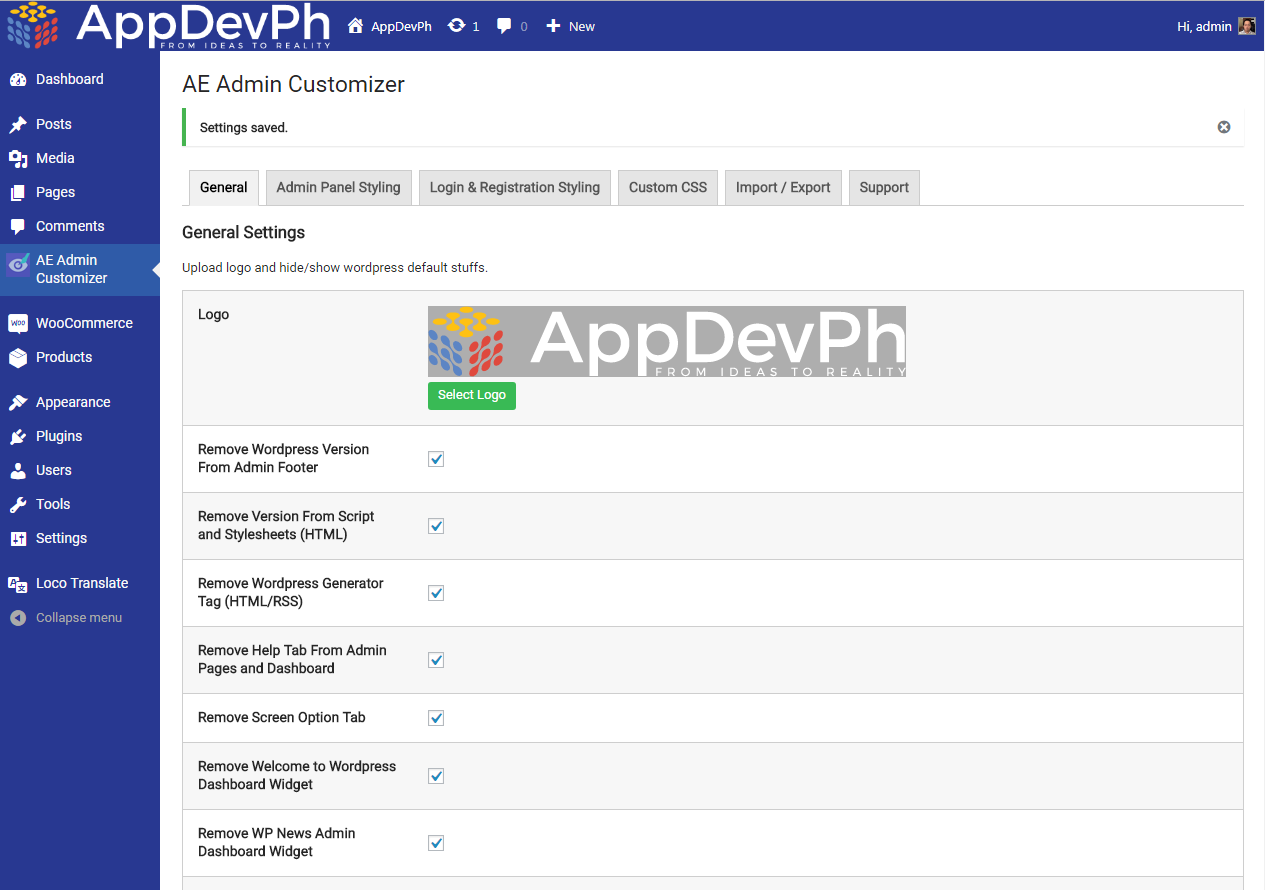 AppDevPh
FROM IDEAS TO REALITY
AppDevPh 1 0 New
Hi, admin
Dashboard
Posts
Media
Pages
Comments
AE Admin
Customizer
WOO WooCommerce
Products
Appearance
Plugins
Users
Tools
Settings
Loco Translate
Collapse menu
AE Admin Customizer
Settings saved.
General Admin Panel Styling Login & Registration Styling Custom CSS Import / Export Support
General Settings
Upload logo and hide/show wordpress default stuffs.
Logo
AppDevPh
FROM IDEAS TO REALITY
Select Logo
Remove Wordpress Version
From Admin Footer
Remove Version From Script
and Stylesheets (HTML)
Remove Wordpress Generator
Tag (HTML/RSS)
Remove Help Tab From Admin
Pages and Dashboard
Remove Screen Option Tab
Remove Welcome to Wordpress
Dashboard Widget
Remove WP News Admin
Dashboard Widget